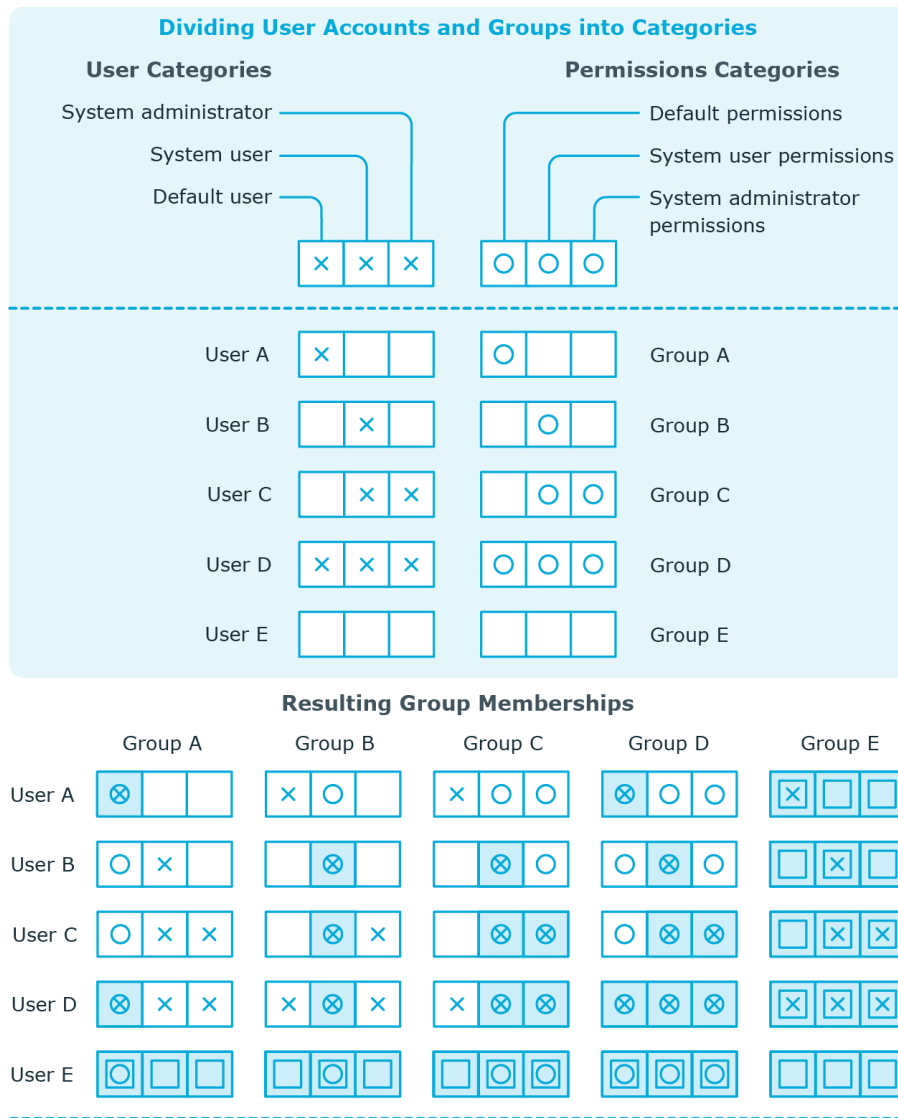 Dividing User Accounts and Groups into Categories
User Categories
Permissions Categories
System administrator
Default permissions
System user
System user permissions
Default user
System administrator
permissions
User A
Group A
User B
Group B
User C
Group C
User D
Group D
User E
Group E
Resulting Group Memberships
Group A
Group B
Group C
Group D
Group E
User A
User B
User C
User D
User E